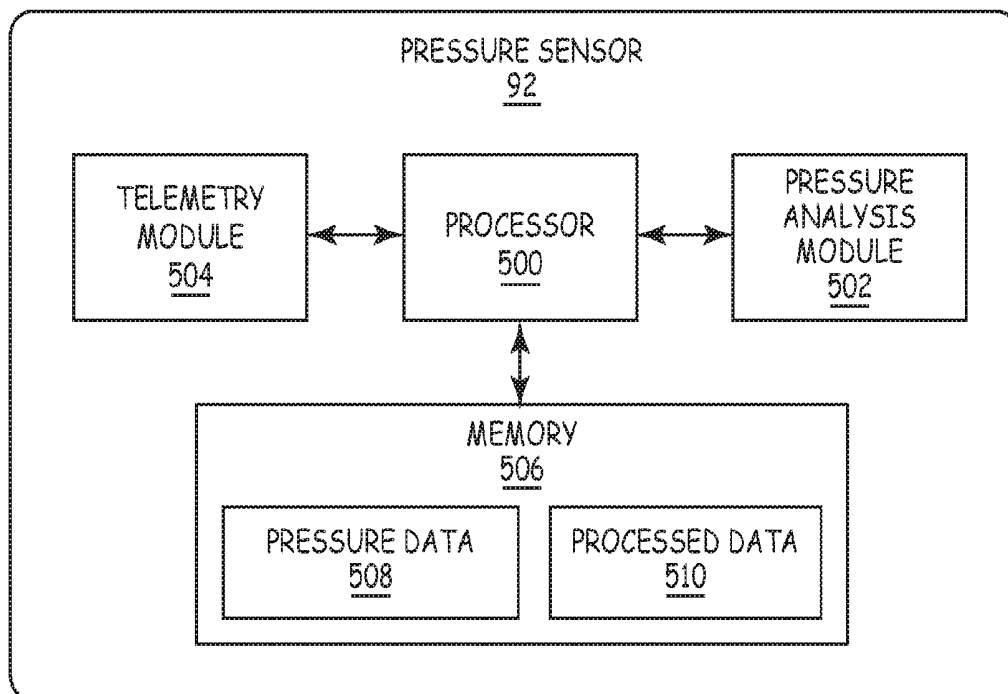 PRESSURE SENSOR
92
TELEMETRY
MODULE
504
PROCESSOR
500
PRESSURE
ANALYSIS
MODULE
502
MEMORY
506
PRESSURE DATA
508
PROCESSED DATA
510